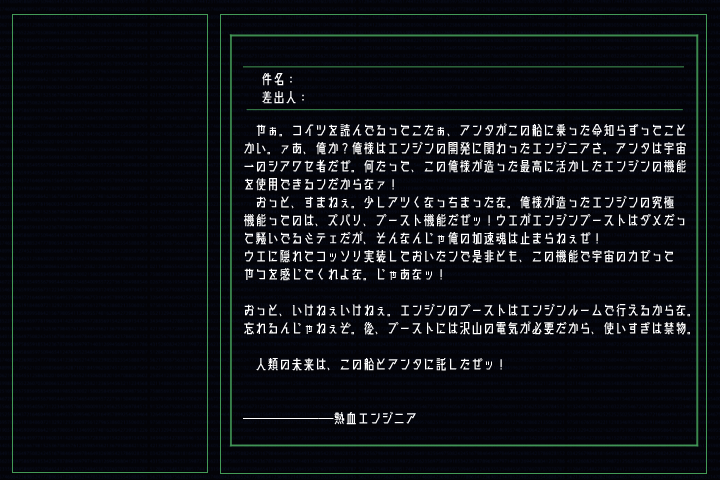 件名：
差出人：
やぁ。コイツを読んでるってこたぁ、アンタがこの船に乗った命知らずってこと
かい。ァあ、俺か？俺様はエンジンの開発に関わったエンジニアさ。アンタは宇宙
一のシアワセ者だぜ。何たって、この俺様が造った最高に活かしたエンジンの機能
を使用できるンだからなァ！
おっと、すまねぇ。少しアツくなっちまったな。俺様が造ったエンジンの究極
機能ってのは、ズバリ、ブースト機能だぜッ！ウエがエンジンブーストはダメだっ
て騒いでるミテェだが、そんなんじゃ俺の加速魂は止まらねぇぜ！
ウエに隠れてコッソリ実装しておいたンで是非とも、この機能で宇宙のカゼって
やつを感じてくれよな。じゃあなッ！
おっと、いけねぇいけねぇ。エンジンのブーストはエンジンルームで行えるからな。
忘れるんじゃねぇぞ。後、ブーストには沢山の電気が必要だから、使いすぎは禁物。
人類の未来は、この船とアンタに託したぜッ！
――――――――熱血エンジニア